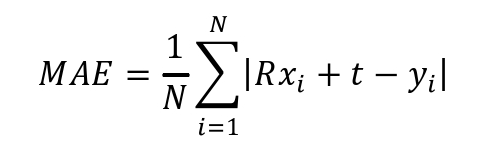 MAE = \frac{1}{N} \sum_{i=1}^{N} |Rx_i + t - y_i|